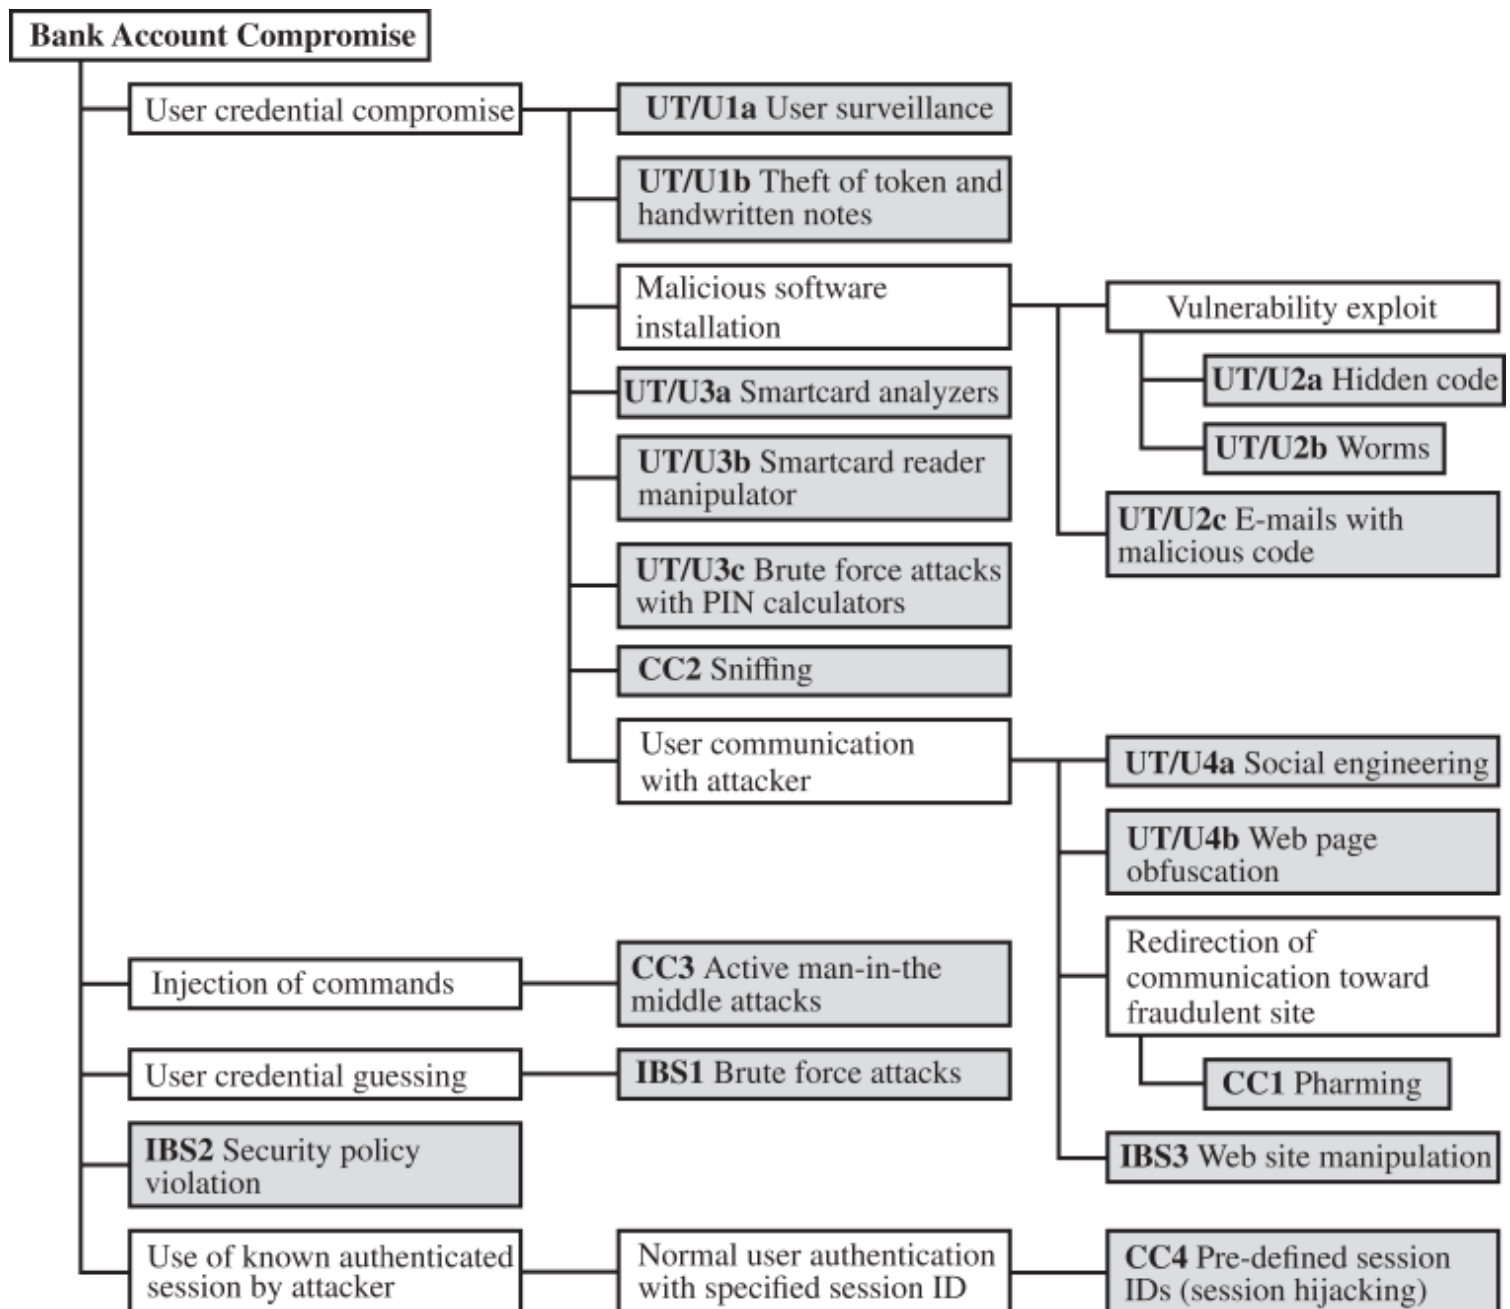 Bank Account Compromise
User credential compromise
UT/U1a User surveillance
UT/U1b Theft of token and
handwritten notes
Malicious software
installation
Vulnerability exploit
UT/U2a Hidden code
UT/U2b Worms
UT/U2c E-mails with
malicious code
UT/U3a Smartcard analyzers
UT/U3b Smartcard reader
manipulator
UT/U3c Brute force attacks
with PIN calculators
CC2 Sniffing
User communication
with attacker
UT/U4a Social engineering
UT/U4b Web page
obfuscation
Redirection of
communication toward
fraudulent site
CC1 Pharming
IBS3 Web site manipulation
Injection of commands
CC3 Active man-in-the
middle attacks
User credential guessing
IBS1 Brute force attacks
IBS2 Security policy
violation
Use of known authenticated
session by attacker
Normal user authentication
with specified session ID
CC4 Pre-defined session
IDs (session hijacking)